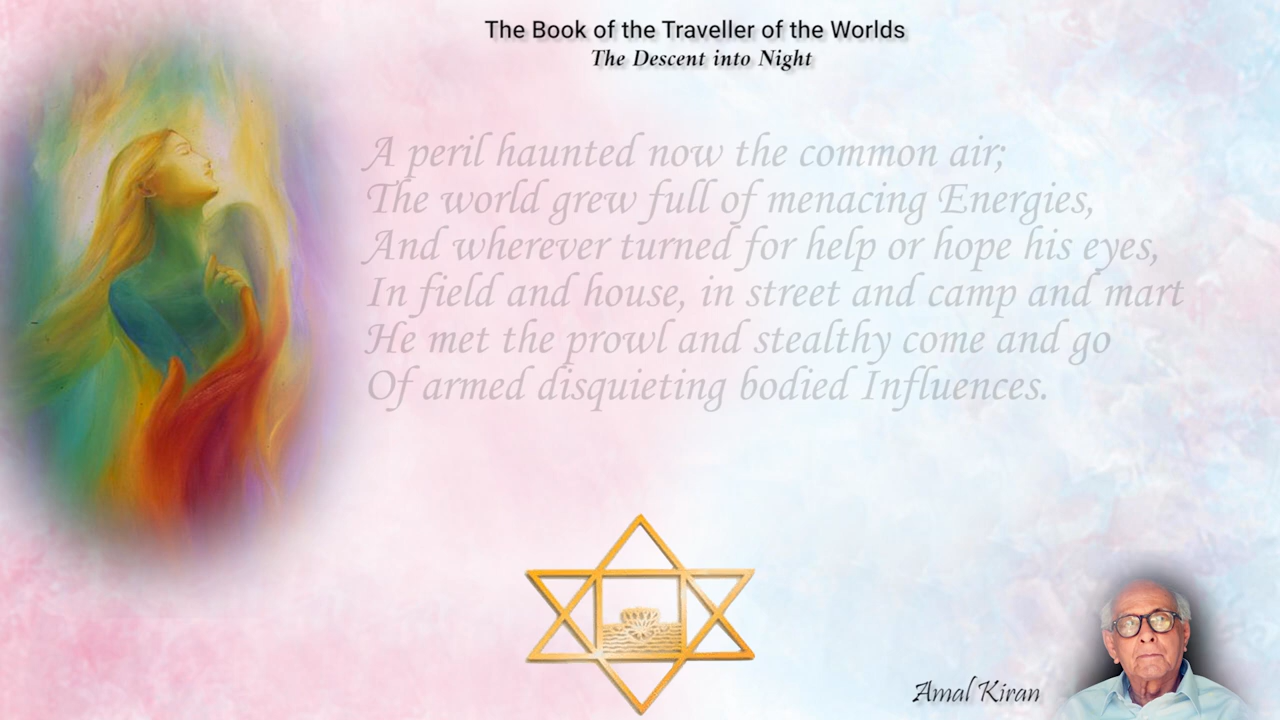 The Book of the Traveller of the Worlds
The Descent into Night
A peril haunted now the common air;
The world grew full of menacing Energies,
And wherever turned for help or hope his eyes,
In field and house, in street and camp and mart
He met the prowl and stealthy come and go
Of armed disquieting bodied Influences.
Amal Kiran